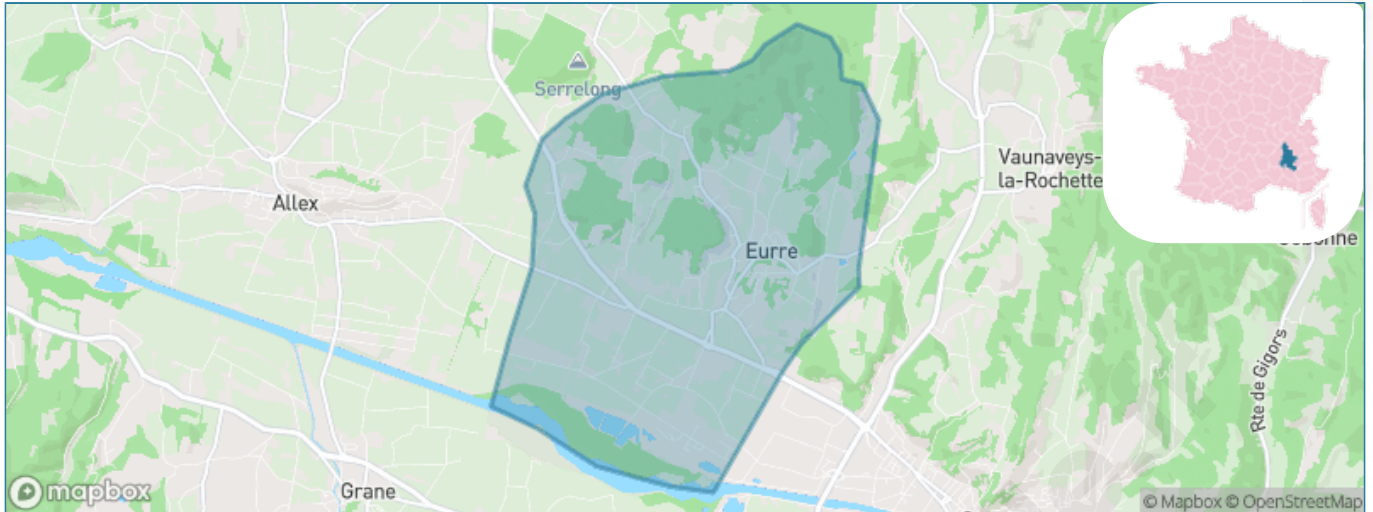 Serrelong
Vaunaveys-
la-Rochette
Allex
Eurre
Rte de Gigors
Grane
mapbox
© Mapbox © OpenStreetMap